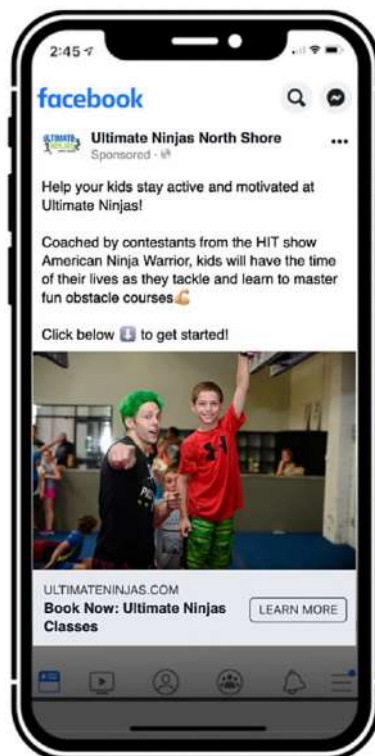 2:45
facebook
ULTIMATE
NINJAS
Ultimate Ninjas North Shore
Sponsored ·
Help your kids stay active and motivated at
Ultimate Ninjas!
Coached by contestants from the HIT show
American Ninja Warrior, kids will have the time
of their lives as they tackle and learn to master
fun obstacle courses💪🏼
Click below ⬇️ to get started!
ULTIMATENINJAS.COM
Book Now: Ultimate Ninjas
Classes
LEARN MORE